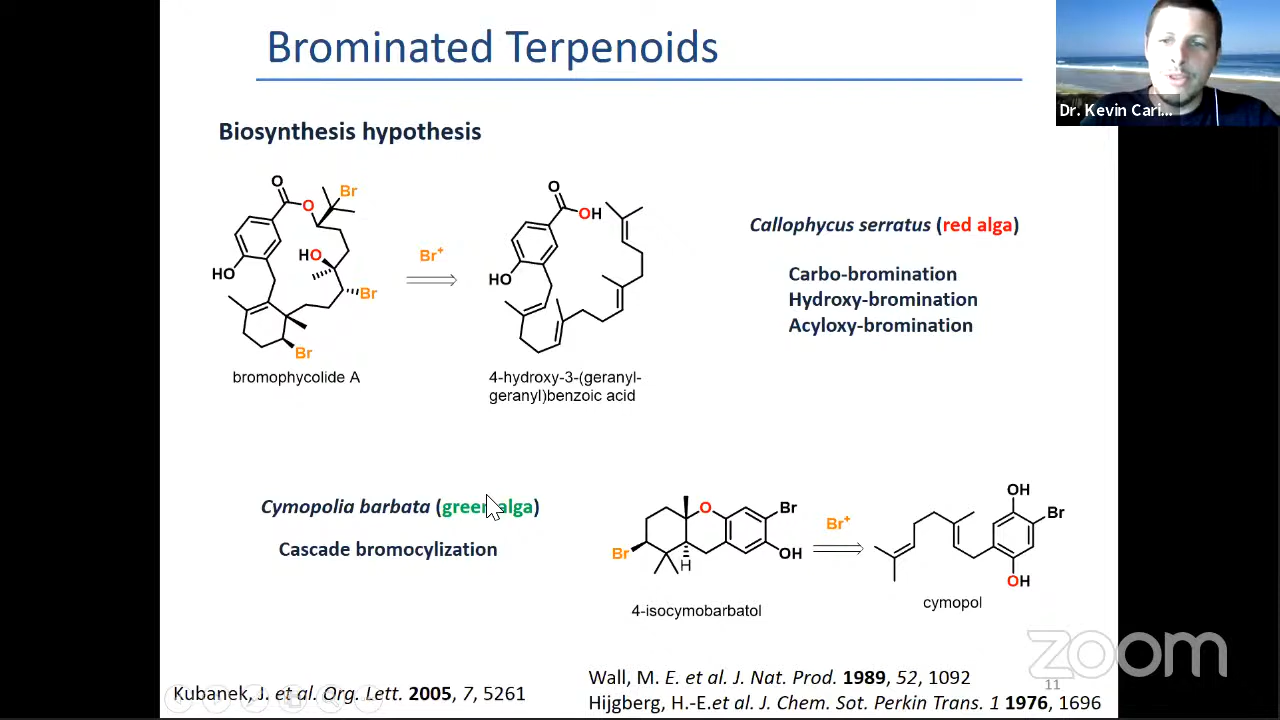 Brominated Terpenoids
Dr. Kevin Cari...
Biosynthesis hypothesis
O
Br
O
HO
HO
Br
Br
bromophycolide A
Br+
O
OH
HO
4-hydroxy-3-(geranyl-
geranyl)benzoic acid
Callophycus serratus (red alga)
Carbo-bromination
Hydroxy-bromination
Acyloxy-bromination
Cymopolia barbata (green alga)
Cascade bromocylization
O
Br
Br
OH
H
4-isocymobarbatol
Br+
OH
Br
OH
cymopol
zoom
Kubanek, J. et al. Org. Lett. 2005, 7, 5261
Wall, M. E. et al. J. Nat. Prod. 1989, 52, 1092
11
Hijgberg, H.-E.et al. J. Chem. Sot. Perkin Trans. 1 1976, 1696